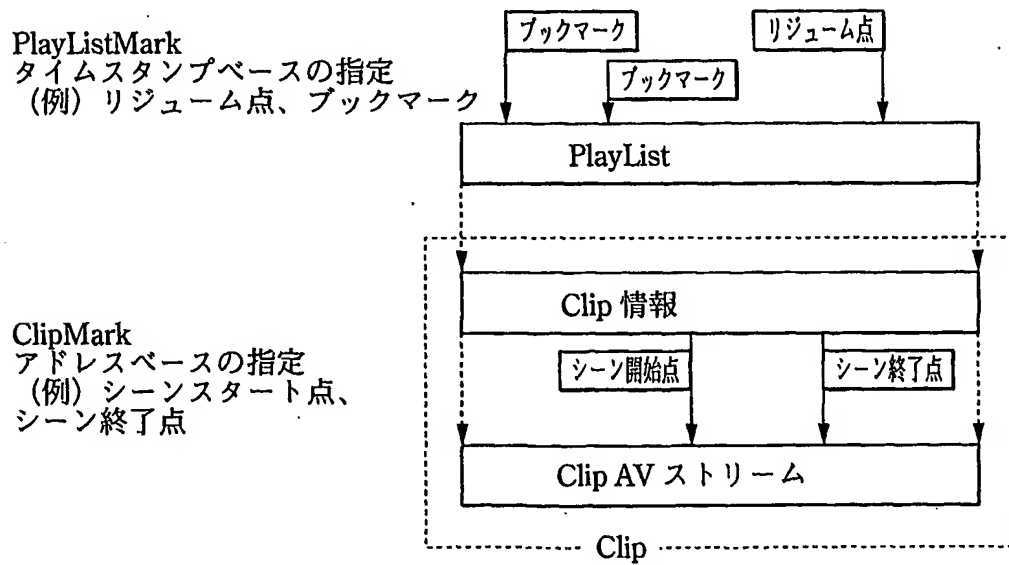 PlayListMark
タイムスタンプベースの指定
（例）リジューム点、ブックマーク
ブックマーク
リジューム点
ブックマーク
PlayList
Clip 情報
ClipMark
アドレスベースの指定
（例）シーンスタート点、
シーン終了点
シーン開始点
シーン終了点
Clip AV ストリーム
Clip